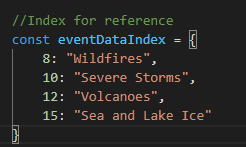 //Index for reference
const eventDataIndex = {
    8: "Wildfires",
    10: "Severe Storms",
    12: "Volcanoes",
    15: "Sea and Lake Ice"
}